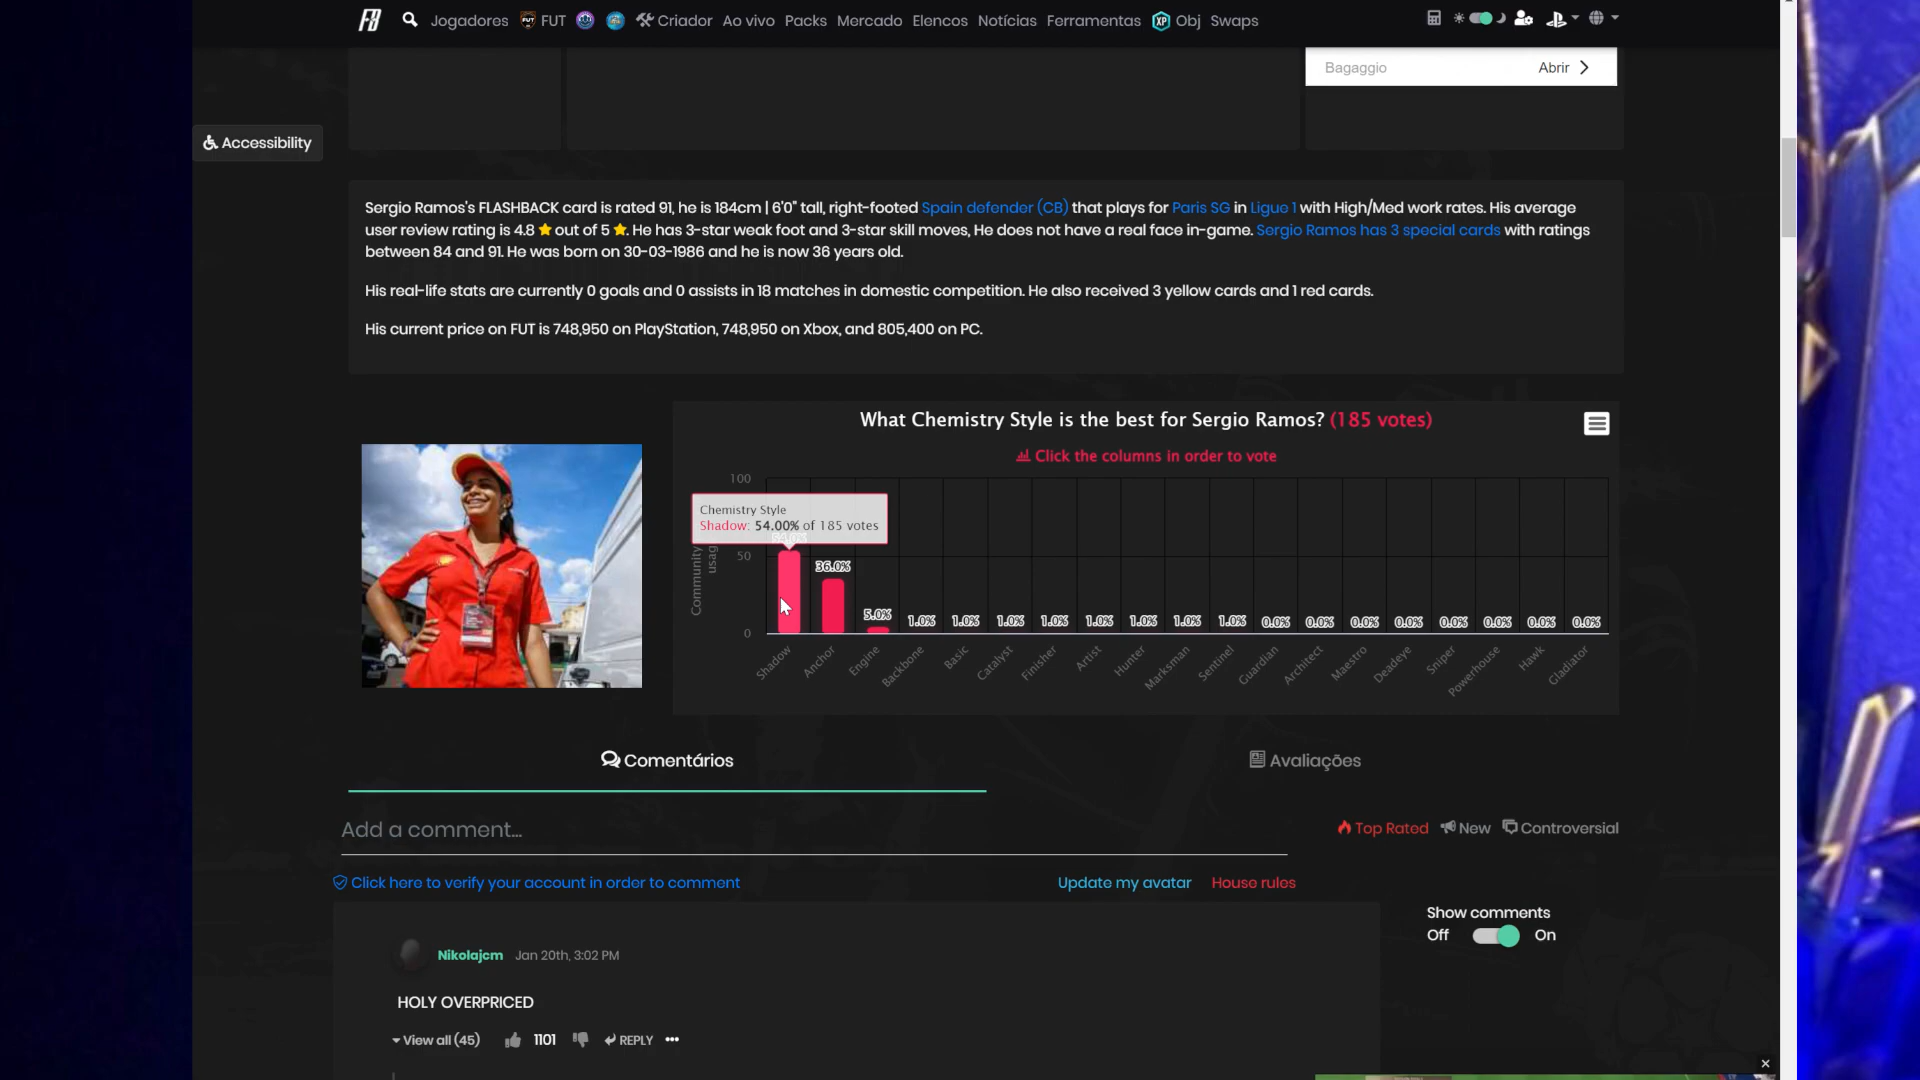 Jogadores FUT Criador Ao vivo Packs Mercado Elencos Notícias Ferramentas XP Obj Swaps
Bagaggio Abrir
Accessibility
Sergio Ramos's FLASHBACK card is rated 91, he is 184cm | 6'0" tall, right-footed Spain defender (CB) that plays for Paris SG in Ligue 1 with High/Med work rates. His average
user review rating is 4.8 ⭐ out of 5 ⭐. He has 3-star weak foot and 3-star skill moves, He does not have a real face in-game. Sergio Ramos has 3 special cards with ratings
between 84 and 91. He was born on 30-03-1986 and he is now 36 years old.
His real-life stats are currently 0 goals and 0 assists in 18 matches in domestic competition. He also received 3 yellow cards and 1 red cards.
His current price on FUT is 748,950 on PlayStation, 748,950 on Xbox, and 805,400 on PC.
What Chemistry Style is the best for Sergio Ramos? (185 votes)
Click the columns in order to vote
100
Chemistry Style
Shadow: 54.00% of 185 votes
54.0%
50
Community
usage
36.0%
5.0%
1.0% 1.0% 1.0% 1.0% 1.0% 1.0% 1.0% 1.0% 0.0% 0.0% 0.0% 0.0% 0.0% 0.0% 0.0% 0.0%
0
Shadow Anchor Engine Backbone Basic Catalyst Finisher Artist Hunter Marksman Sentinel Guardian Architect Maestro Deadeye Sniper Powerhouse Hawk Gladiator
Comentários Avaliações
Add a comment...
Top Rated New Controversial
Click here to verify your account in order to comment Update my avatar House rules
Show comments
Off On
Nikolajcm Jan 20th, 3:02 PM
HOLY OVERPRICED
View all (45) 1101 REPLY •••